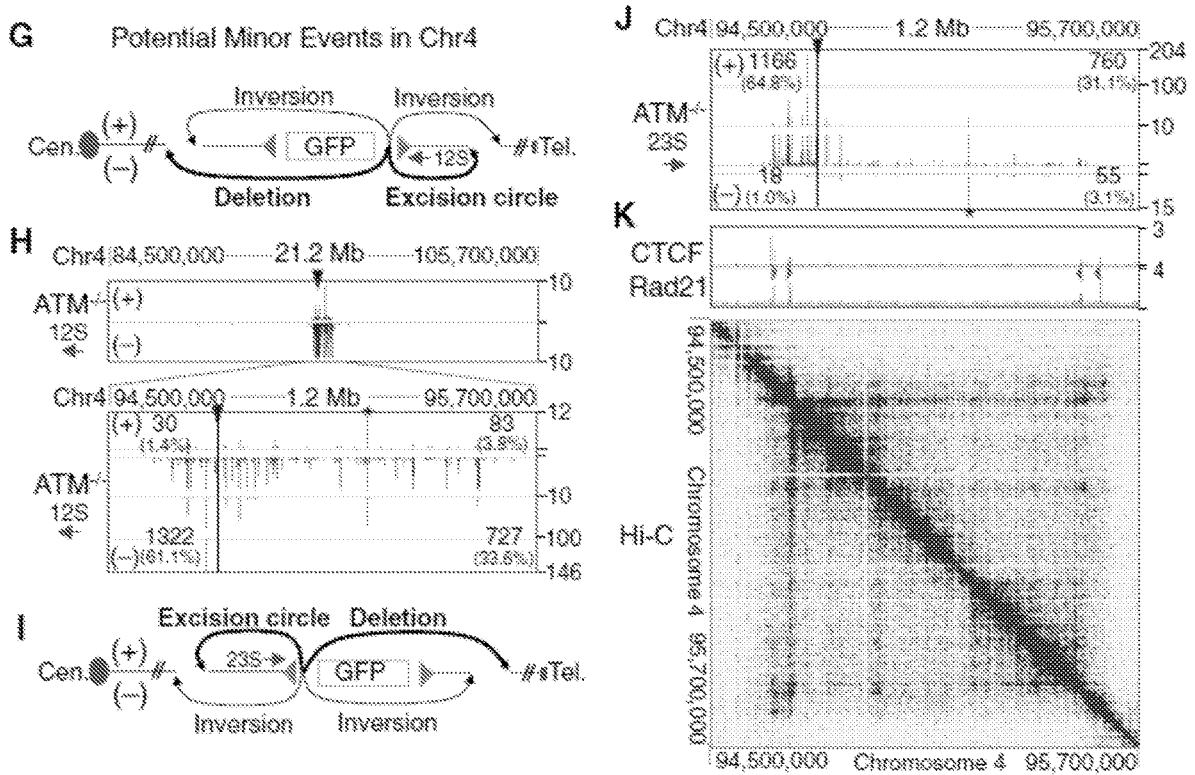 G Potential Minor Events in Chr4
Inversion Inversion
Cen. (+) GFP Tel.
(−) 12S
Deletion Excision circle
H
Chr4 84,500,000 21.2 Mb 105,700,000
ATM-/- (+) 10
12S (−) 10
Chr4 94,500,000 1.2 Mb 95,700,000
(+) 30 83 12
(1.4%) (3.8%)
ATM-/- 10
12S
1322 727 100
(−) (61.1%) (33.6%) 146
I
Excision circle Deletion
Cen. (+) 23S GFP Tel.
(−)
Inversion Inversion
J
Chr4 94,500,000 1.2 Mb 95,700,000
(+) 1166 760 204
(64.8%) (31.1%) 100
ATM-/- 10
23S
18 55
(−) (1.0%) (3.1%) 15
K
CTCF 3
Rad21 4
Hi-C
94,500,000 Chromosome 4 95,700,000
94,500,000 Chromosome 4 95,700,000